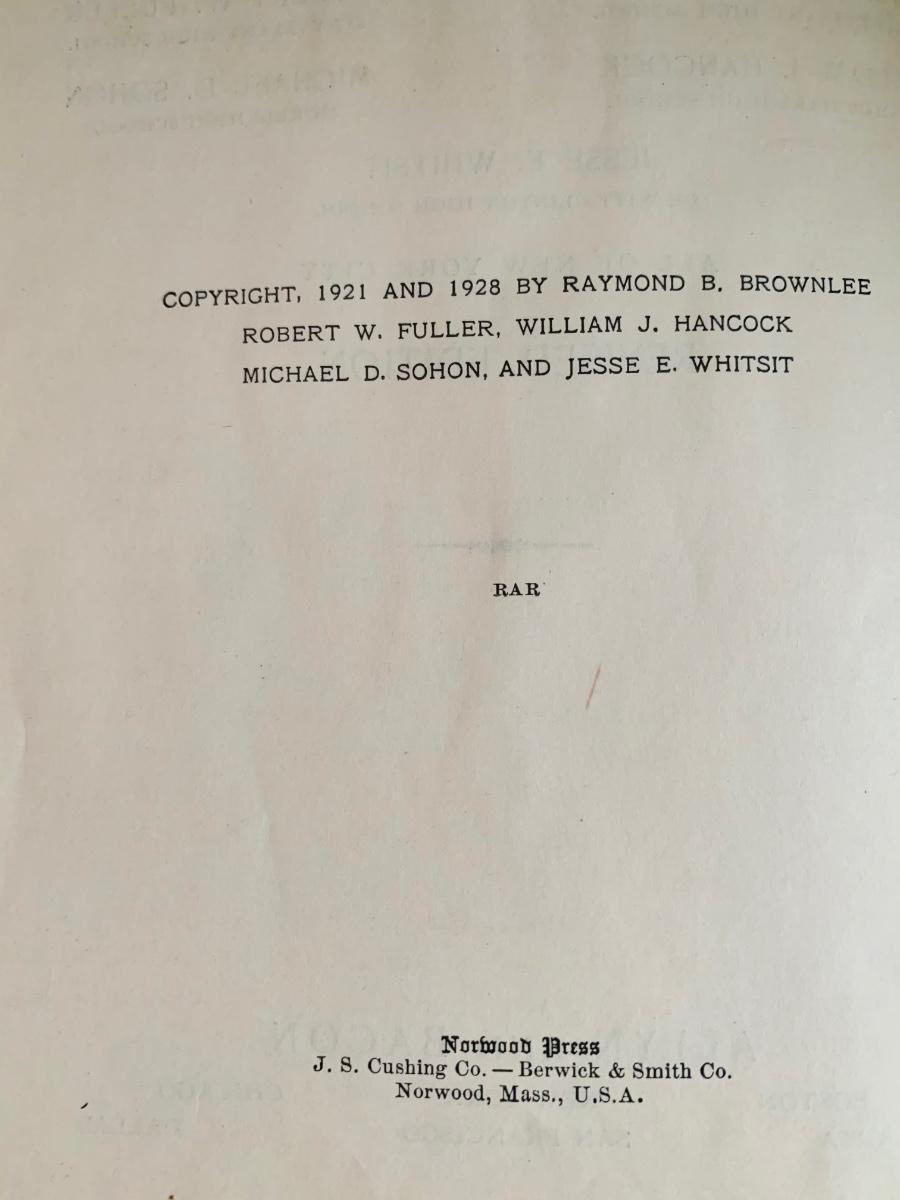 COPYRIGHT, 1921 AND 1928 BY RAYMOND B. BROWNLEE
ROBERT W. FULLER, WILLIAM J. HANCOCK
MICHAEL D. SOHON, AND JESSE E. WHITSIT
RAR
Norwood Press
J. S. Cushing Co. — Berwick & Smith Co.
Norwood, Mass., U.S.A.